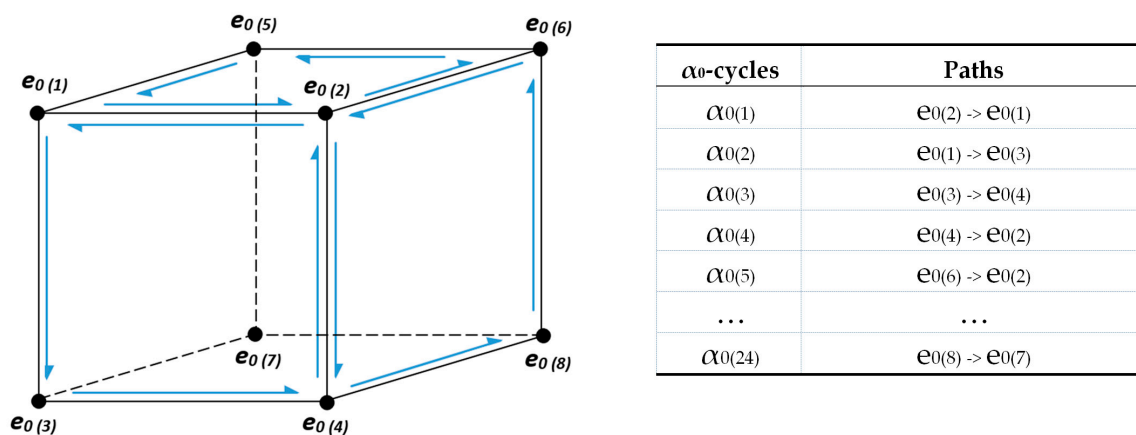 e0 (5)
e0 (6)
e0 (1)
e0 (2)
e0 (7)
e0 (8)
e0 (3)
e0 (4)
α0-cycles Paths
α0(1) e0(2) -> e0(1)
α0(2) e0(1) -> e0(3)
α0(3) e0(3) -> e0(4)
α0(4) e0(4) -> e0(2)
α0(5) e0(6) -> e0(2)
... ...
α0(24) e0(8) -> e0(7)